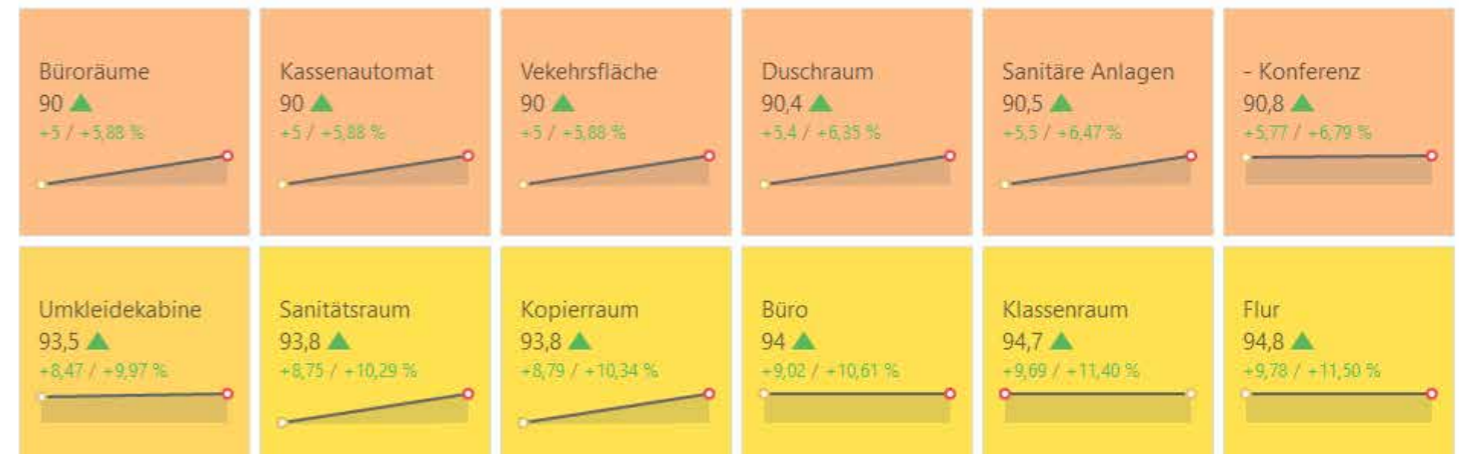 Büroräume
90
+5 / +5,88 %
Kassenautomat
90
+5 / +5,88 %
Vekehrsfläche
90
+5 / +5,88 %
Duschraum
90,4
+5,4 / +6,35 %
Sanitäre Anlagen
90,5
+5,5 / +6,47 %
- Konferenz
90,8
+5,77 / +6,79 %
Umkleidekabine
93,5
+8,47 / +9,97 %
Sanitätsraum
93,8
+8,75 / +10,29 %
Kopierraum
93,8
+8,79 / +10,34 %
Büro
94
+9,02 / +10,61 %
Klassenraum
94,7
+9,69 / +11,40 %
Flur
94,8
+9,78 / +11,50 %